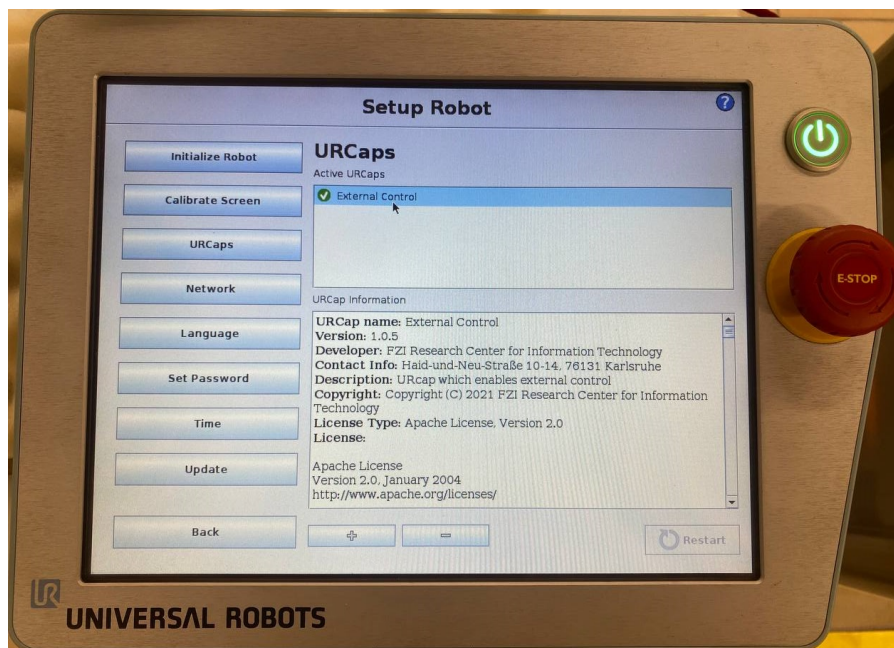 Setup Robot
?
Initialize Robot
Calibrate Screen
URCaps
Network
Language
Set Password
Time
Update
Back
URCaps
Active URCaps
External Control
URCap Information
URCap name: External Control
Version: 1.0.5
Developer: FZI Research Center for Information Technology
Contact Info: Haid-und-Neu-Straße 10-14, 76131 Karlsruhe
Description: URcap which enables external control
Copyright: Copyright (C) 2021 FZI Research Center for Information
Technology
License Type: Apache License, Version 2.0
License:
Apache License
Version 2.0, January 2004
http://www.apache.org/licenses/
Restart
E-STOP
UR
UNIVERSAL ROBOTS